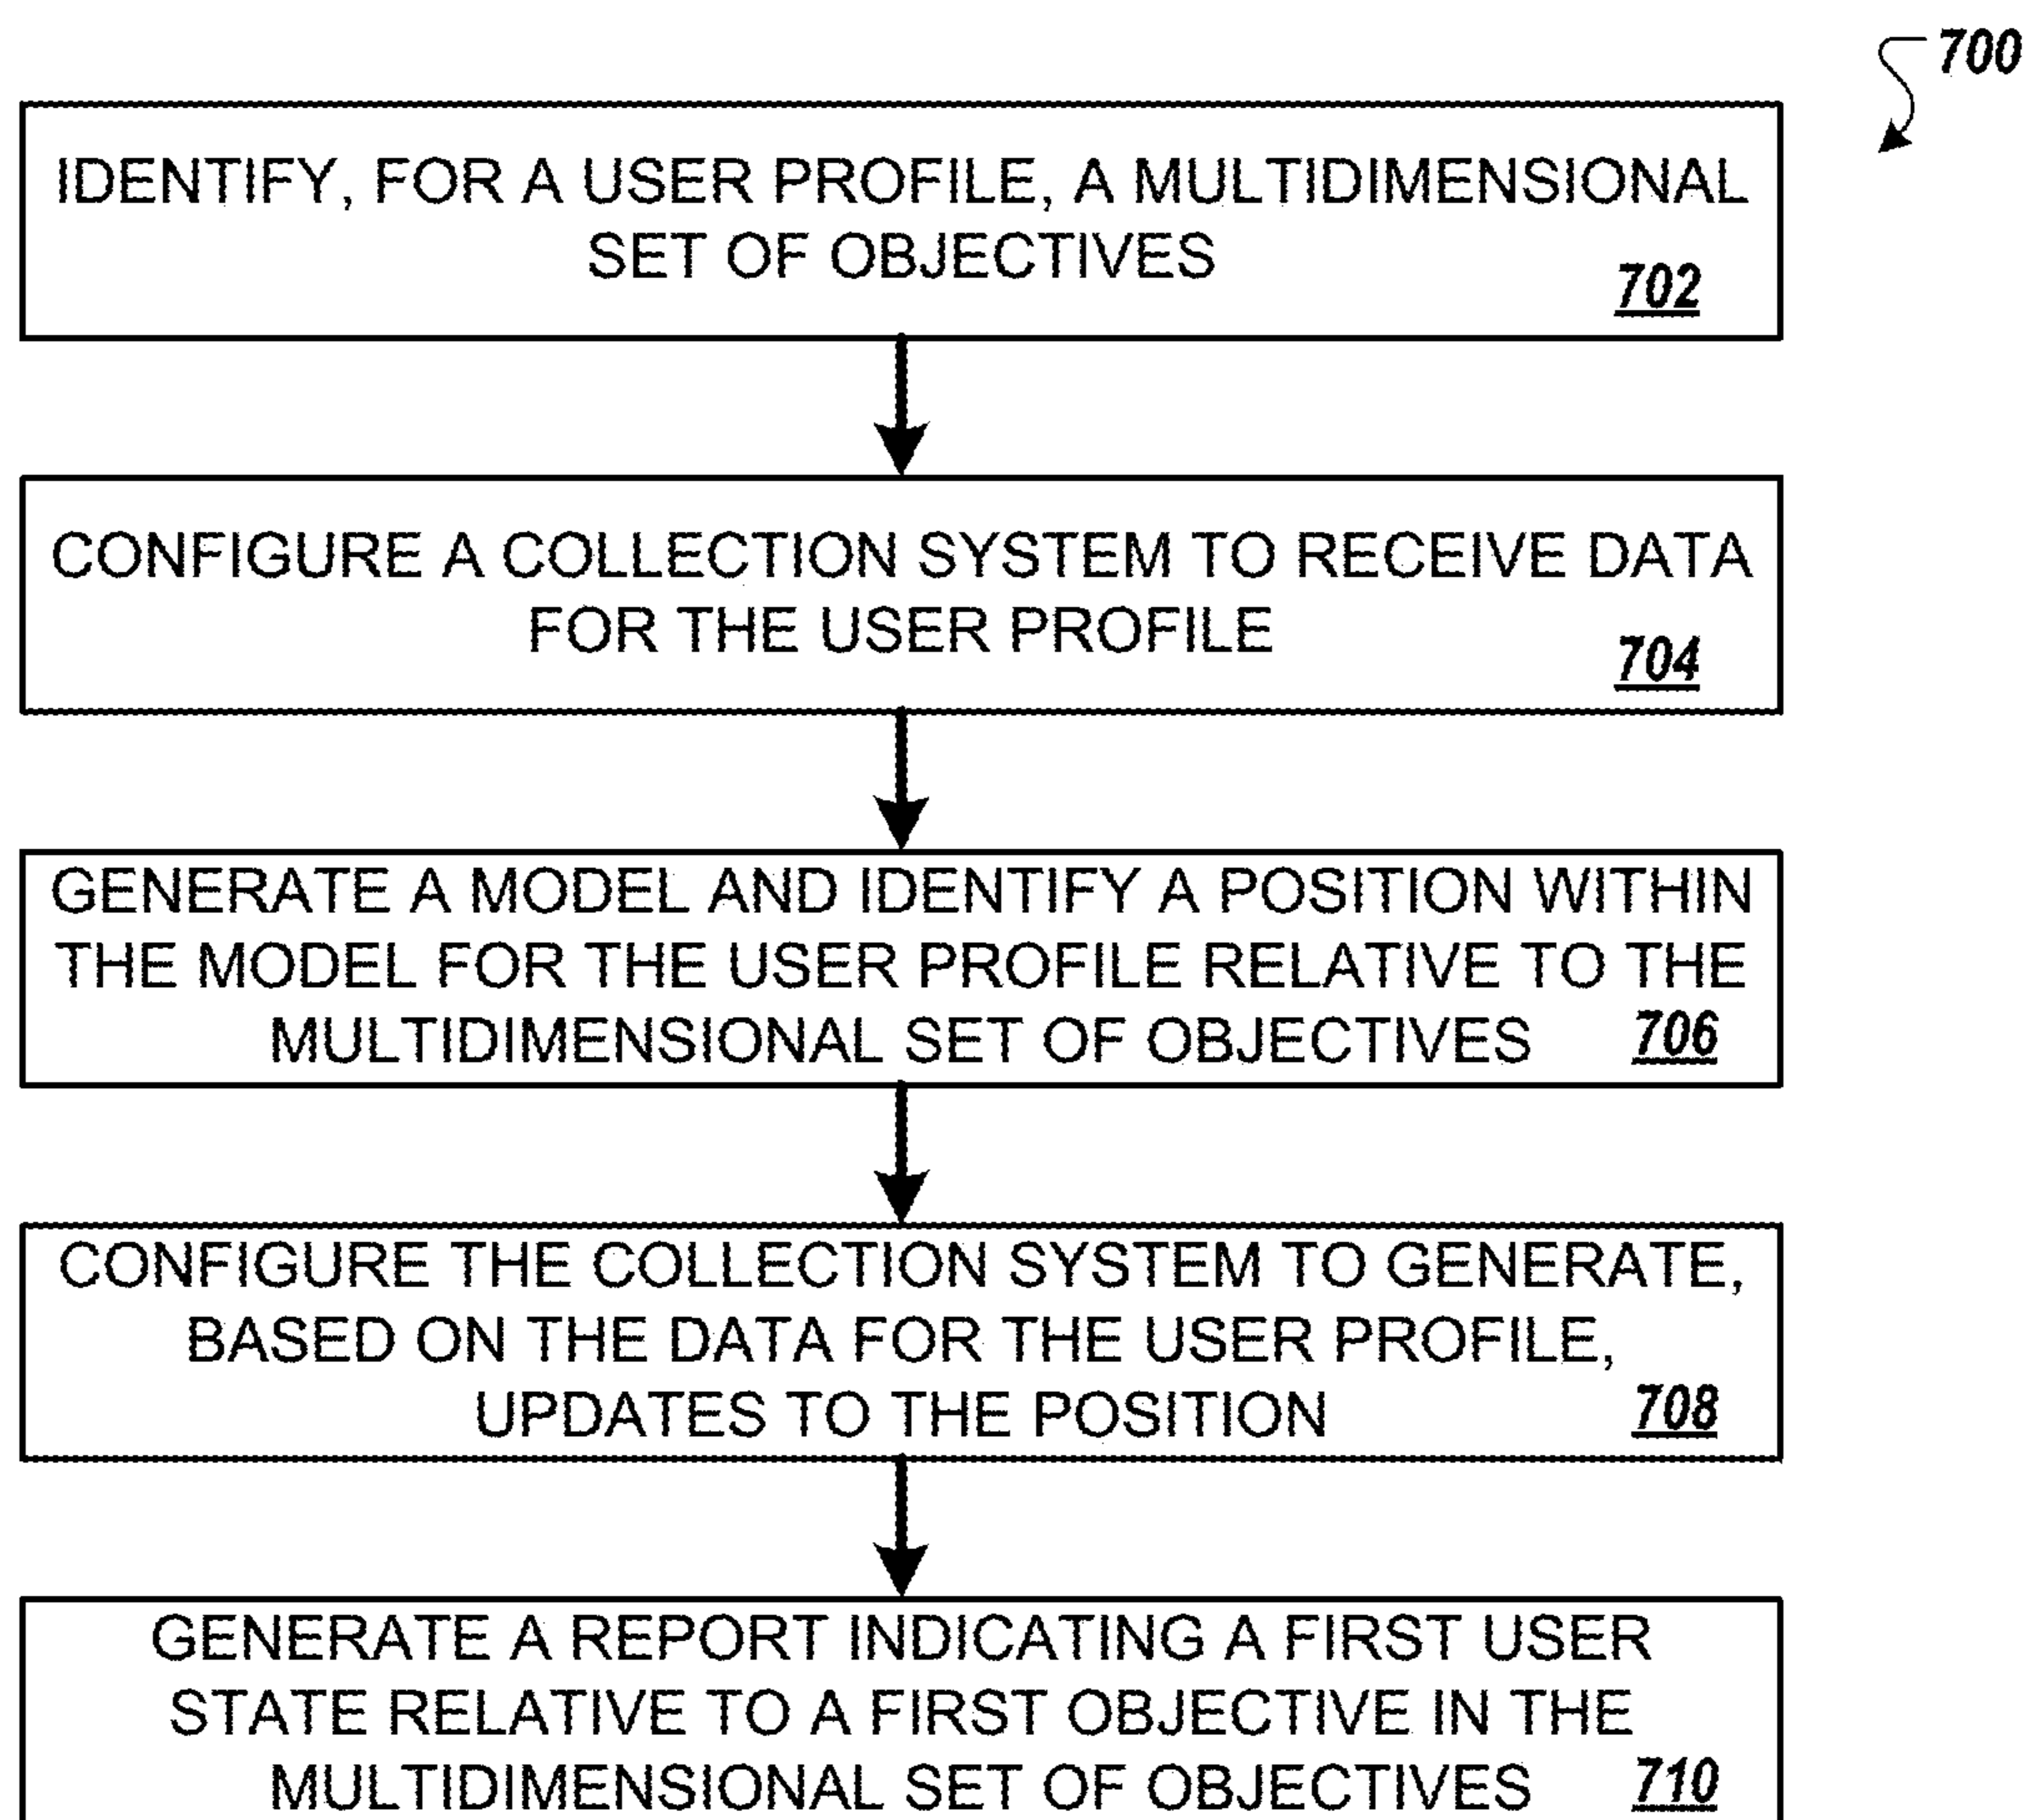 700
IDENTIFY, FOR A USER PROFILE, A MULTIDIMENSIONAL
SET OF OBJECTIVES
702
CONFIGURE A COLLECTION SYSTEM TO RECEIVE DATA
FOR THE USER PROFILE
704
GENERATE A MODEL AND IDENTIFY A POSITION WITHIN
THE MODEL FOR THE USER PROFILE RELATIVE TO THE
MULTIDIMENSIONAL SET OF OBJECTIVES 706
CONFIGURE THE COLLECTION SYSTEM TO GENERATE,
BASED ON THE DATA FOR THE USER PROFILE,
UPDATES TO THE POSITION 708
GENERATE A REPORT INDICATING A FIRST USER
STATE RELATIVE TO A FIRST OBJECTIVE IN THE
MULTIDIMENSIONAL SET OF OBJECTIVES 710